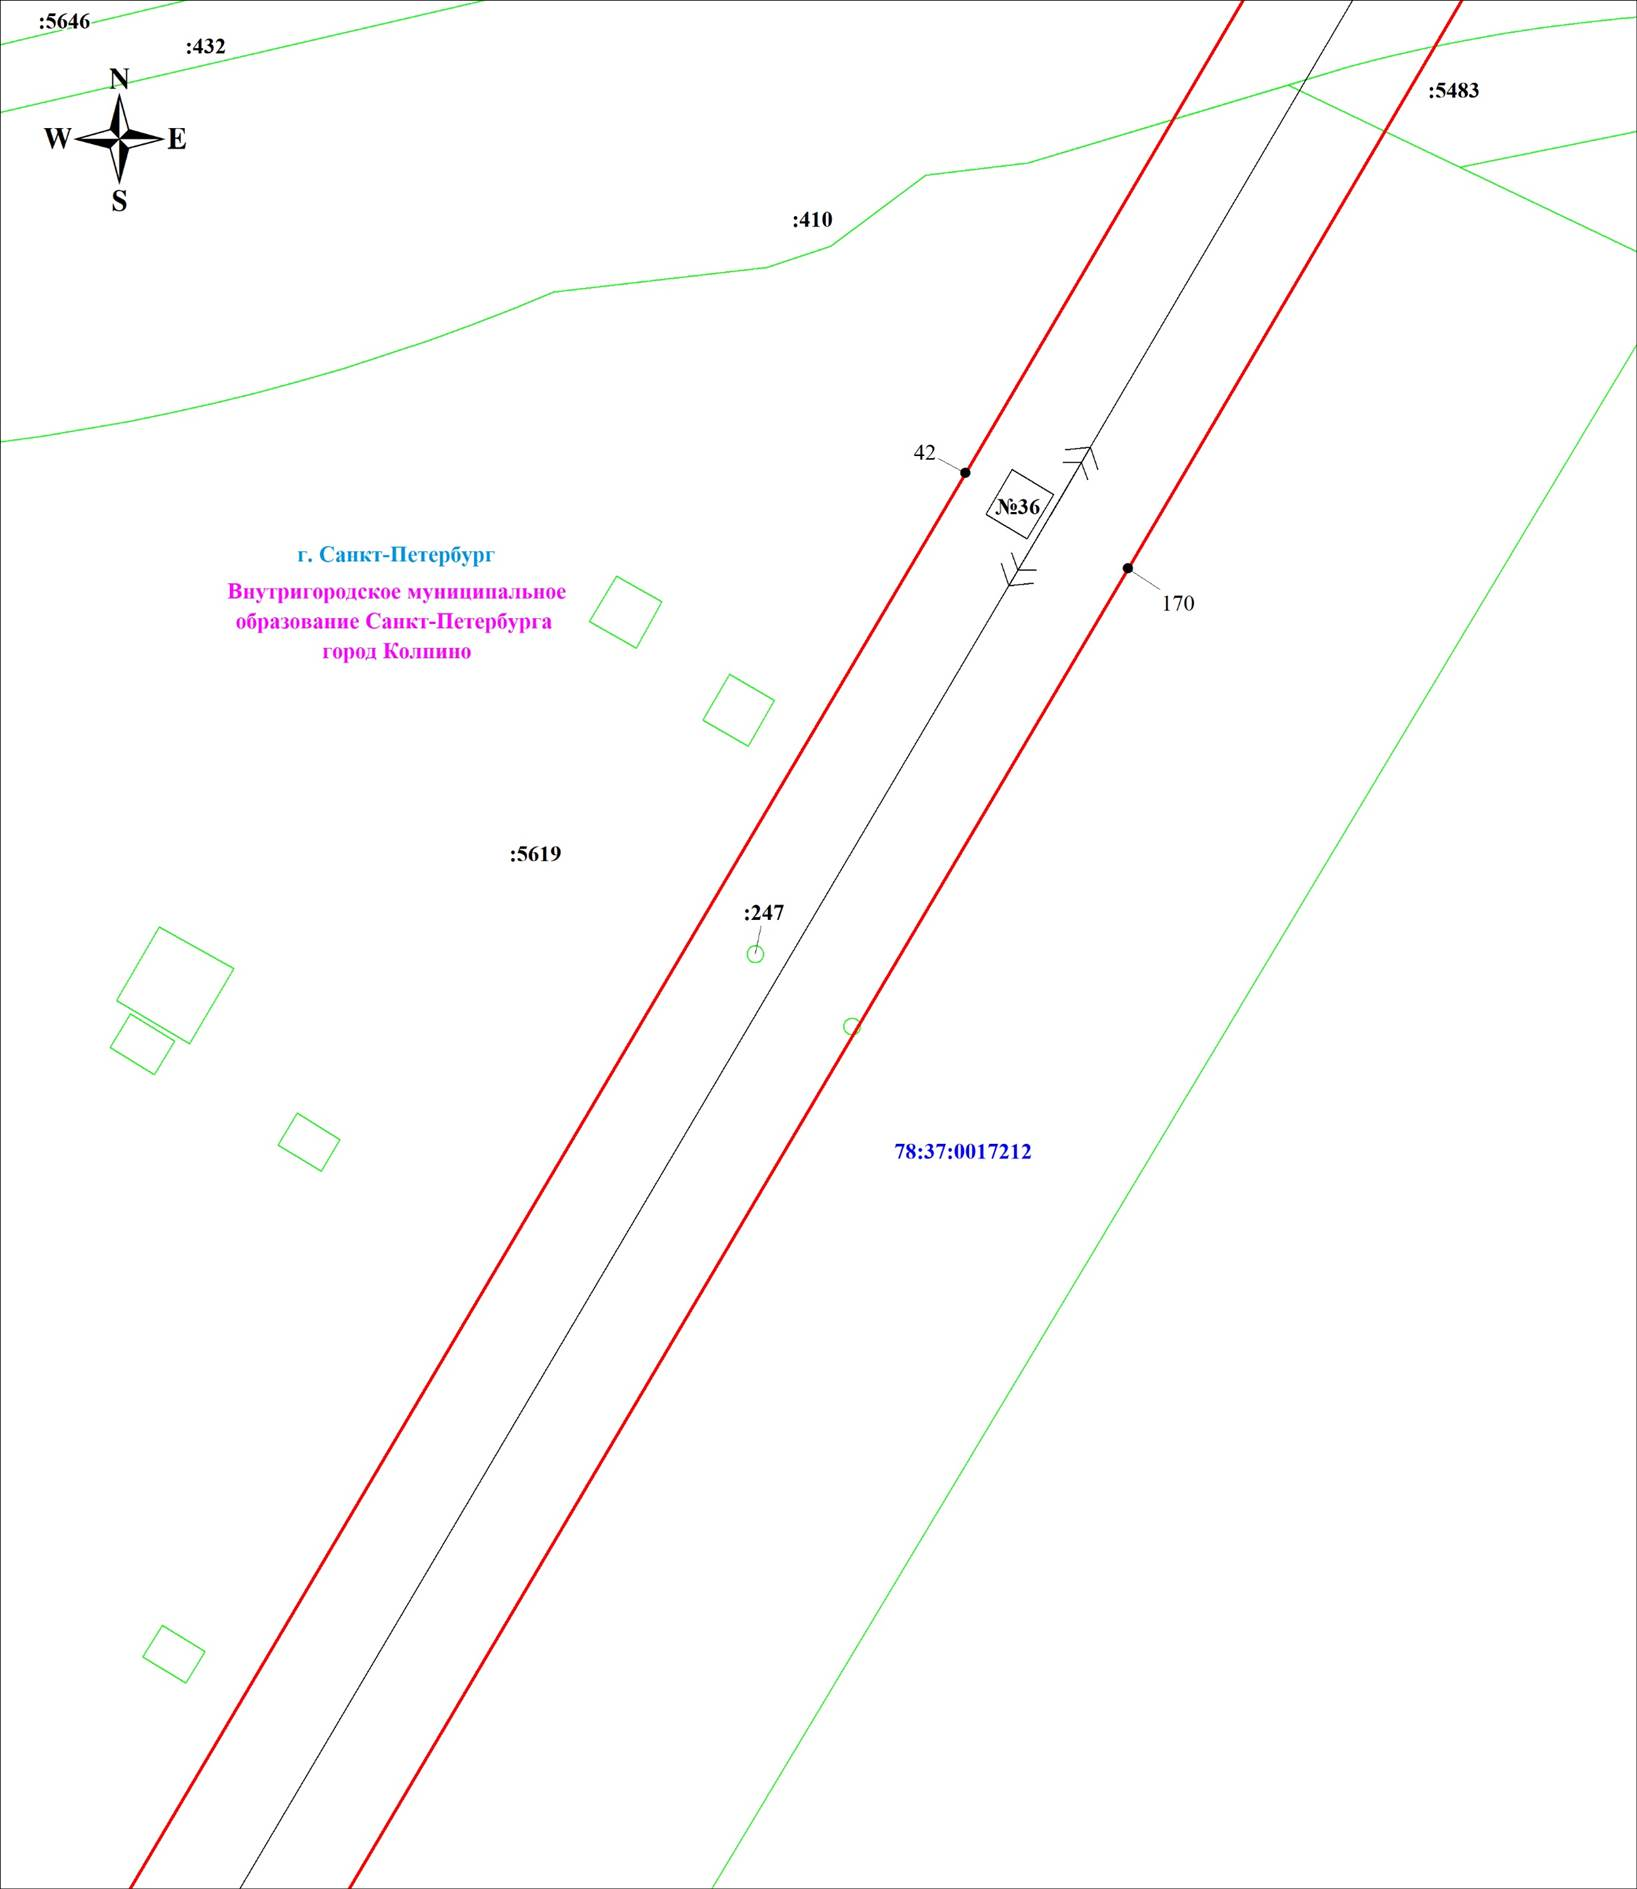 :5646
:432
N
W E
S
:5483
:410
42
№36
г. Санкт-Петербург
Внутригородское муниципальное
образование Санкт-Петербурга
город Колпино
170
:5619
:247
78:37:0017212